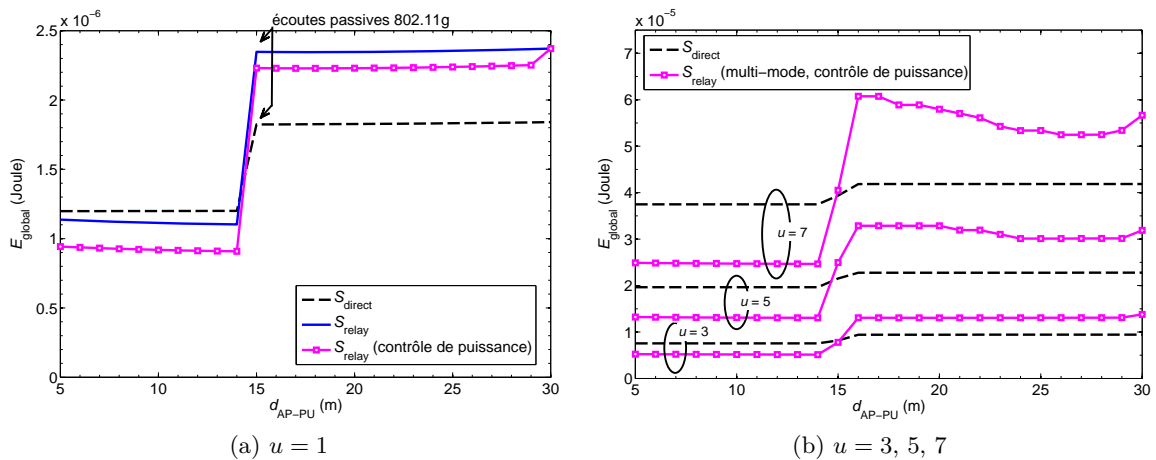 x 10⁻⁶
écoutes passives 802.11g
2.5
2
1.5
1
0.5
0
E_global (Joule)
S_direct
S_relay
S_relay (contrôle de puissance)
5 10 15 20 25 30
d_AP−PU (m)
(a) u = 1
x 10⁻⁵
7
6
5
4
3
2
1
0
E_global (Joule)
S_direct
S_relay (multi−mode, contrôle de puissance)
u = 7
u = 5
u = 3
5 10 15 20 25 30
d_AP−PU (m)
(b) u = 3, 5, 7